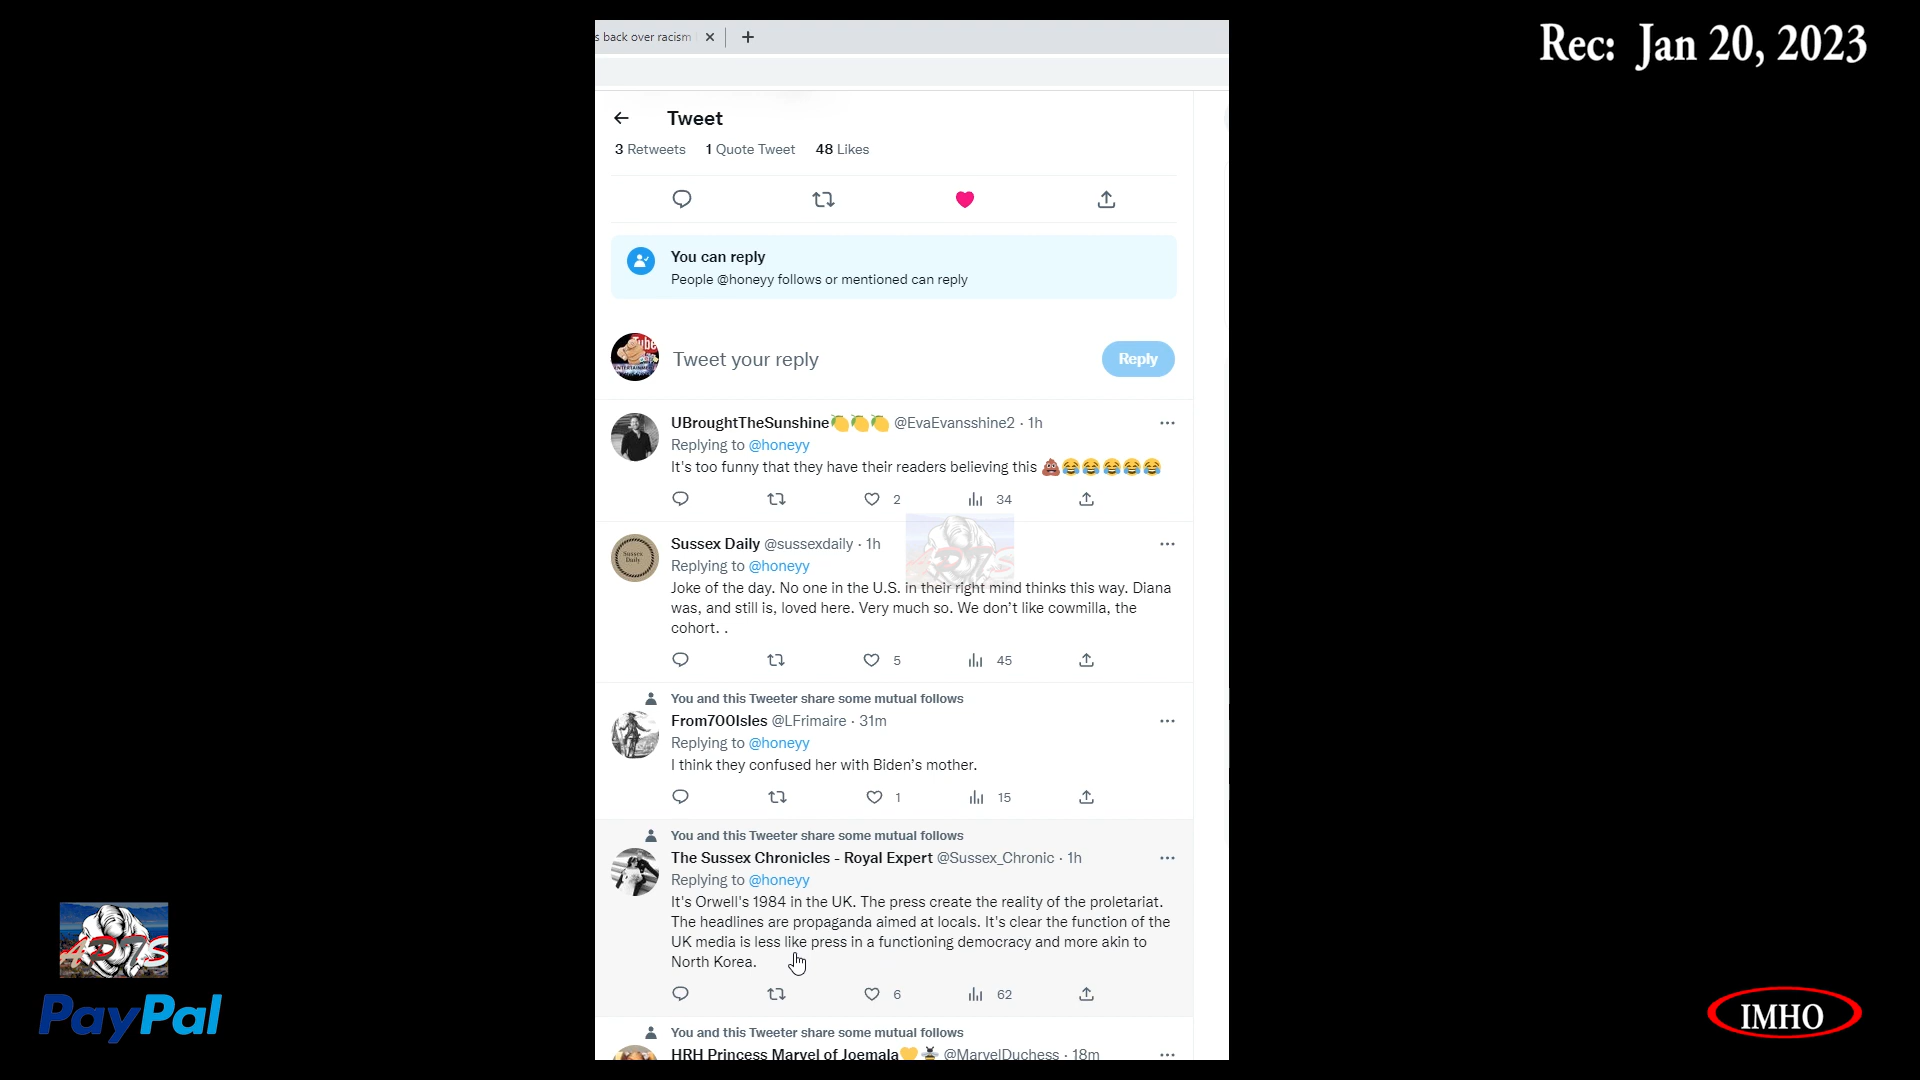 s back over racism
Rec: Jan 20, 2023
Tweet
3 Retweets 1 Quote Tweet 48 Likes
You can reply
People @honeyy follows or mentioned can reply
Tweet your reply
Reply
UBroughtTheSunshine🍋🍋🍋 @EvaEvansshine2 · 1h
Replying to @honeyy
It's too funny that they have their readers believing this 💩😂😂😂😂😂
2 34
Sussex Daily @sussexdaily · 1h
Sussex
Daily
Replying to @honeyy
Joke of the day. No one in the U.S. in their right mind thinks this way. Diana
was, and still is, loved here. Very much so. We don’t like cowmilla, the
cohort. .
5 45
You and this Tweeter share some mutual follows
From700Isles @LFrimaire · 31m
Replying to @honeyy
I think they confused her with Biden’s mother.
1 15
You and this Tweeter share some mutual follows
The Sussex Chronicles - Royal Expert @Sussex_Chronic · 1h
Replying to @honeyy
It's Orwell's 1984 in the UK. The press create the reality of the proletariat.
The headlines are propaganda aimed at locals. It's clear the function of the
UK media is less like press in a functioning democracy and more akin to
North Korea.
6 62
You and this Tweeter share some mutual follows
HRH Princess Marvel of Joemala💛🐝 @MarvelDuchess · 18m
PayPal
IMHO